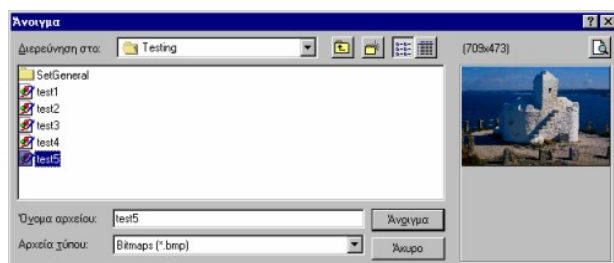 Άνοιγμα
Διερεύνηση στο: Testing (709x473)
SetGeneral
test1
test2
test3
test4
test5
Όνομα αρχείου: test5 Άνοιγμα
Αρχεία τύπου: Bitmaps (*.bmp) Άκυρο